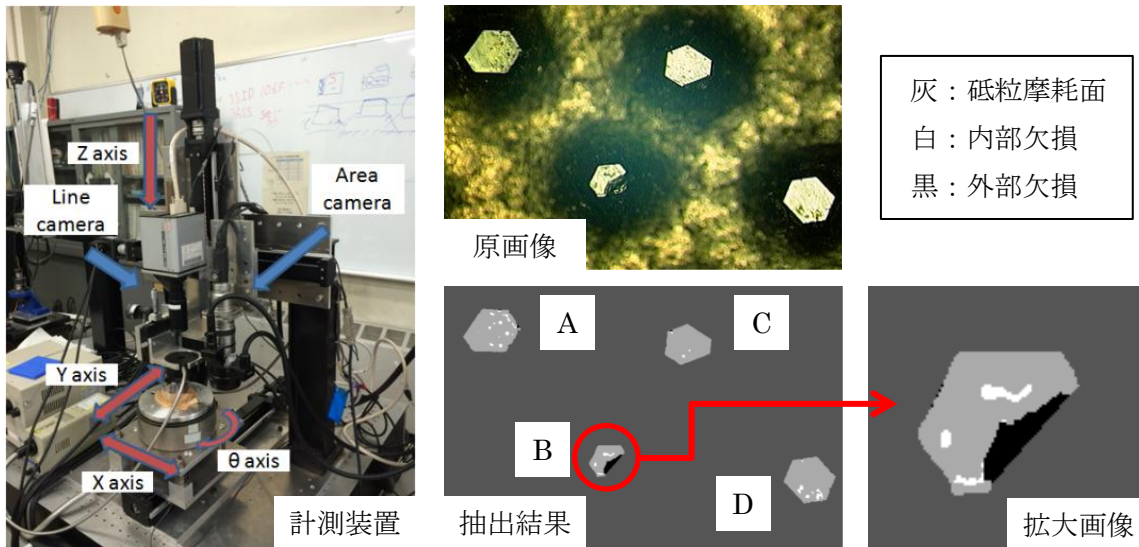 Z axis
Line
camera
Area
camera
Y axis
X axis
θ axis
計測装置
原画像
灰：砥粒摩耗面
白：内部欠損
黒：外部欠損
A
C
B
D
抽出結果
拡大画像